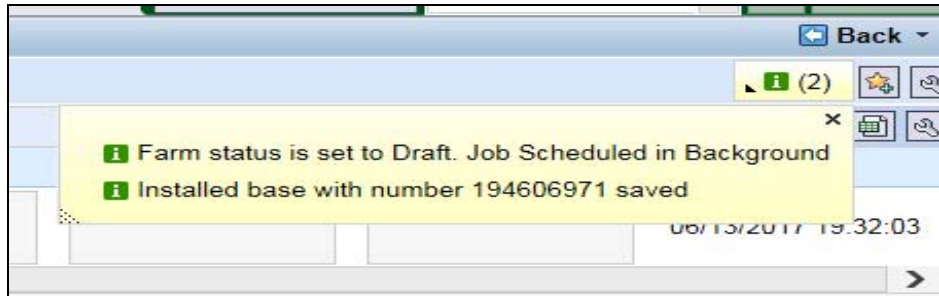 Back
(2)
Farm status is set to Draft. Job Scheduled in Background
Installed base with number 194606971 saved
06/13/2017 19:32:03